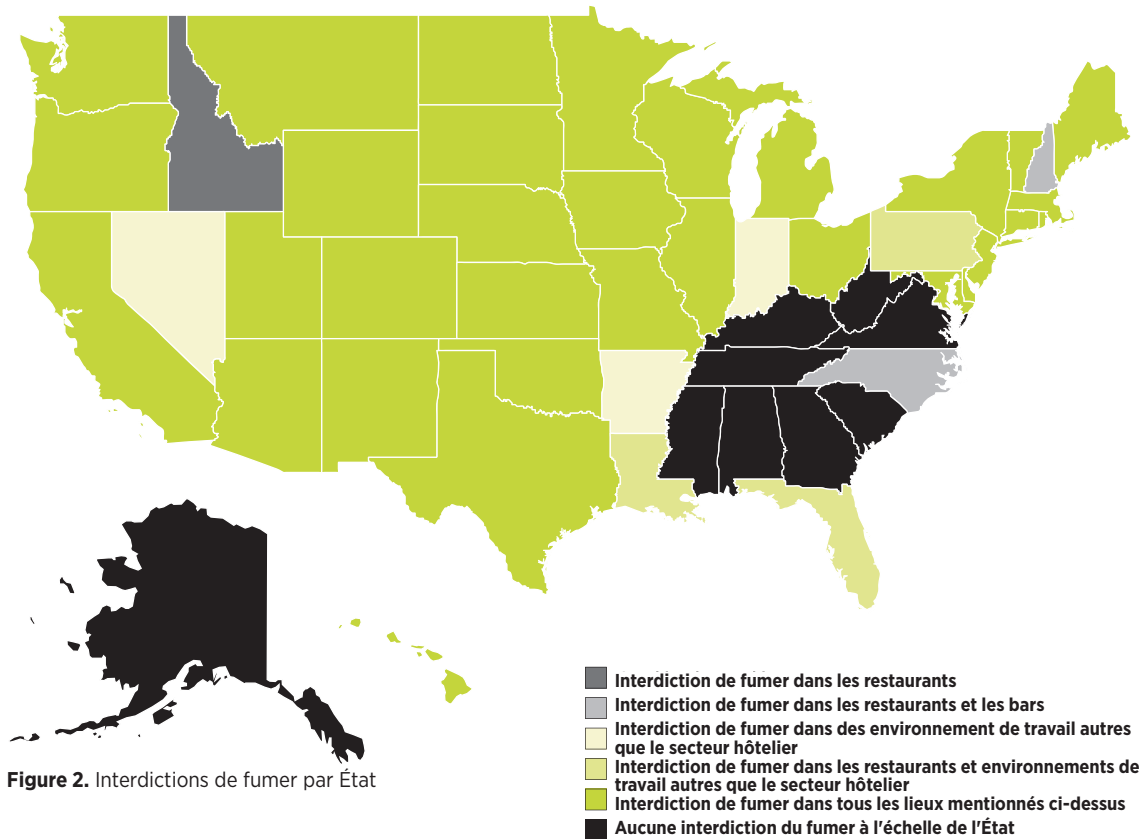 Interdiction de fumer dans les restaurants
Interdiction de fumer dans les restaurants et les bars
Interdiction de fumer dans des environnement de travail autres
que le secteur hôtelier
Interdiction de fumer dans les restaurants et environnements de
travail autres que le secteur hôtelier
Interdiction de fumer dans tous les lieux mentionnés ci-dessus
Aucune interdiction du fumer à l'échelle de l'État
Figure 2. Interdictions de fumer par État